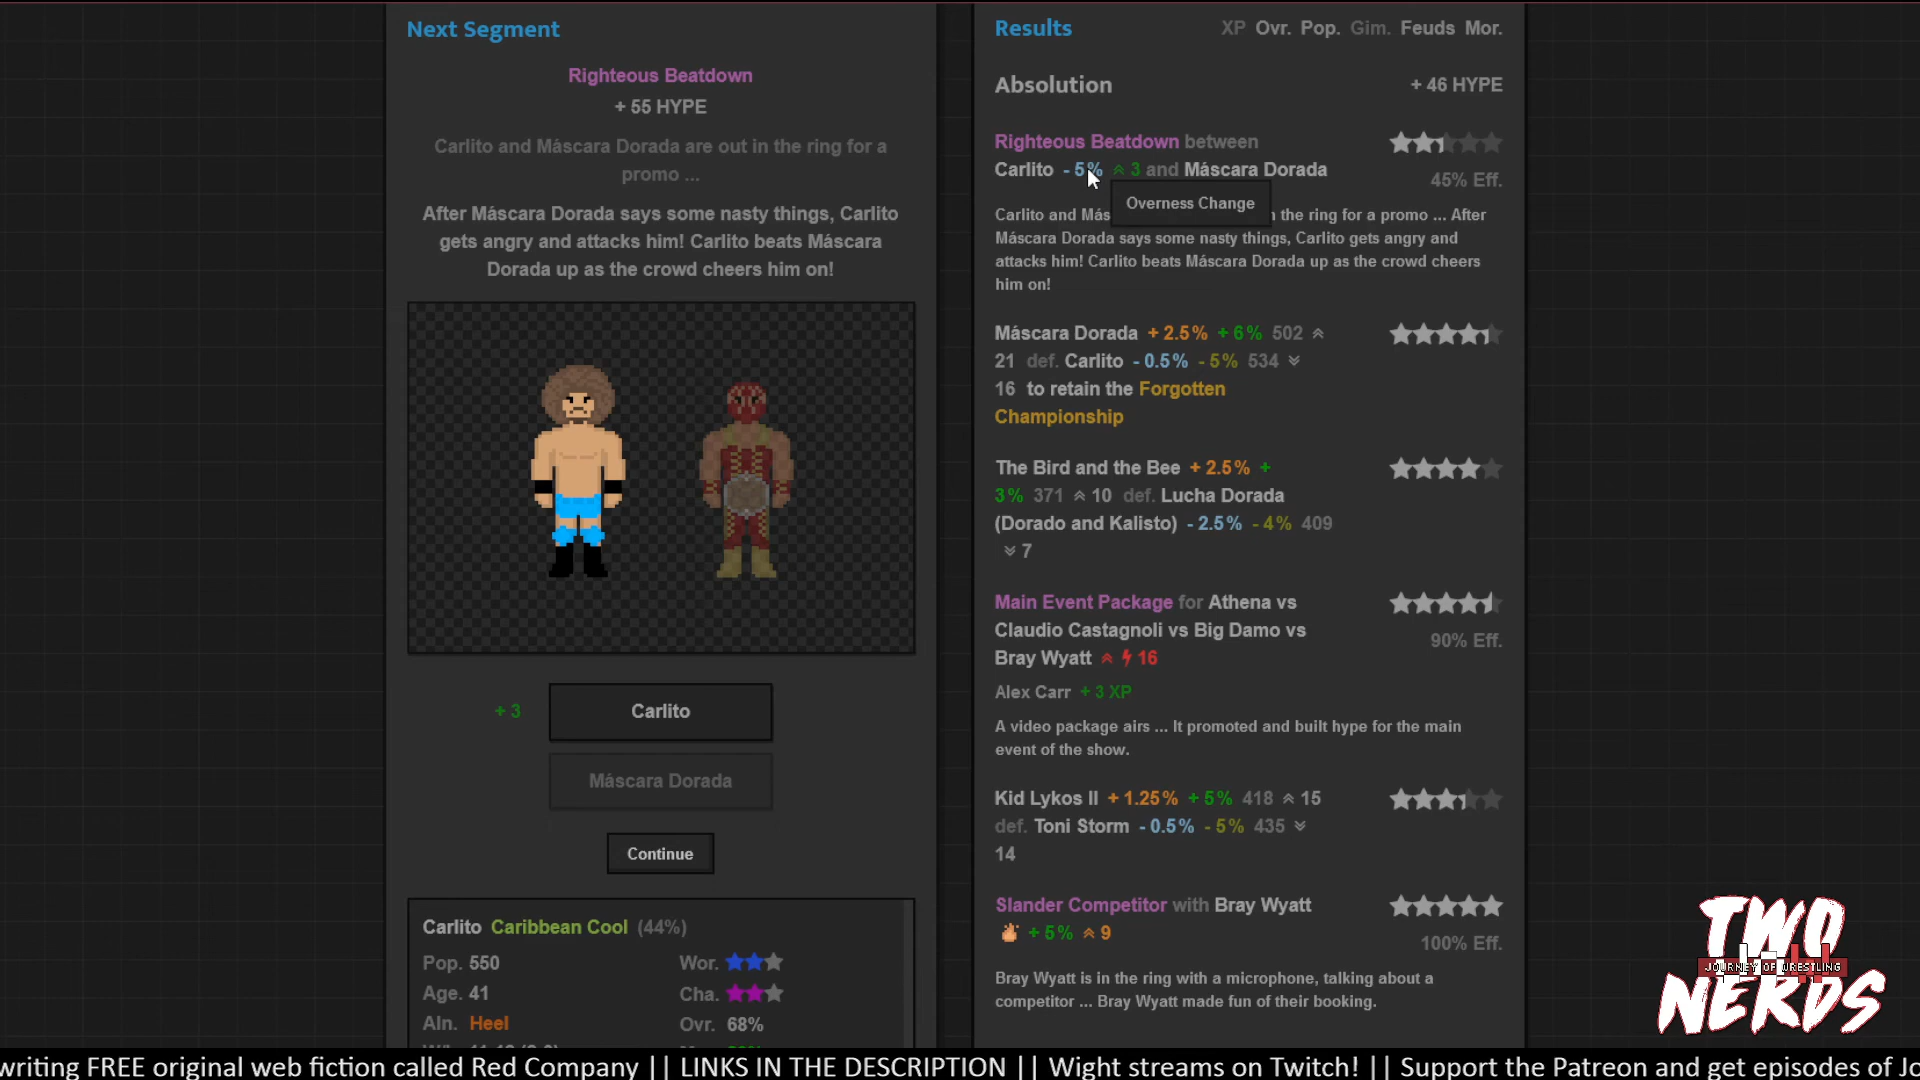 Next Segment
Righteous Beatdown
+ 55 HYPE
Carlito and Máscara Dorada are out in the ring for a
promo ...
After Máscara Dorada says some nasty things, Carlito
gets angry and attacks him! Carlito beats Máscara
Dorada up as the crowd cheers him on!
+ 3 Carlito
Máscara Dorada
Continue
Carlito Caribbean Cool (44%)
Pop. 550 Wor.
Age. 41 Cha.
Aln. Heel Ovr. 68%
Results XP Ovr. Pop. Gim. Feuds Mor.
Absolution + 46 HYPE
Righteous Beatdown between
Carlito - 5% 3 and Máscara Dorada
45% Eff.
Overness Change
Carlito and Más the ring for a promo ... After
Máscara Dorada says some nasty things, Carlito gets angry and
attacks him! Carlito beats Máscara Dorada up as the crowd cheers
him on!
Máscara Dorada + 2.5% + 6% 502
21 def. Carlito - 0.5% - 5% 534
16 to retain the Forgotten
Championship
The Bird and the Bee + 2.5% +
3% 371 10 def. Lucha Dorada
(Dorado and Kalisto) - 2.5% - 4% 409
7
Main Event Package for Athena vs
Claudio Castagnoli vs Big Damo vs
Bray Wyatt 16
90% Eff.
Alex Carr + 3 XP
A video package airs ... It promoted and built hype for the main
event of the show.
Kid Lykos II + 1.25% + 5% 418 15
def. Toni Storm - 0.5% - 5% 435
14
Slander Competitor with Bray Wyatt
+ 5% 9
100% Eff.
Bray Wyatt is in the ring with a microphone, talking about a
competitor ... Bray Wyatt made fun of their booking.
TWO
JOURNEY OF WRESTLING
NERDS
writing FREE original web fiction called Red Company || LINKS IN THE DESCRIPTION || Wight streams on Twitch! || Support the Patreon and get episodes of Jo